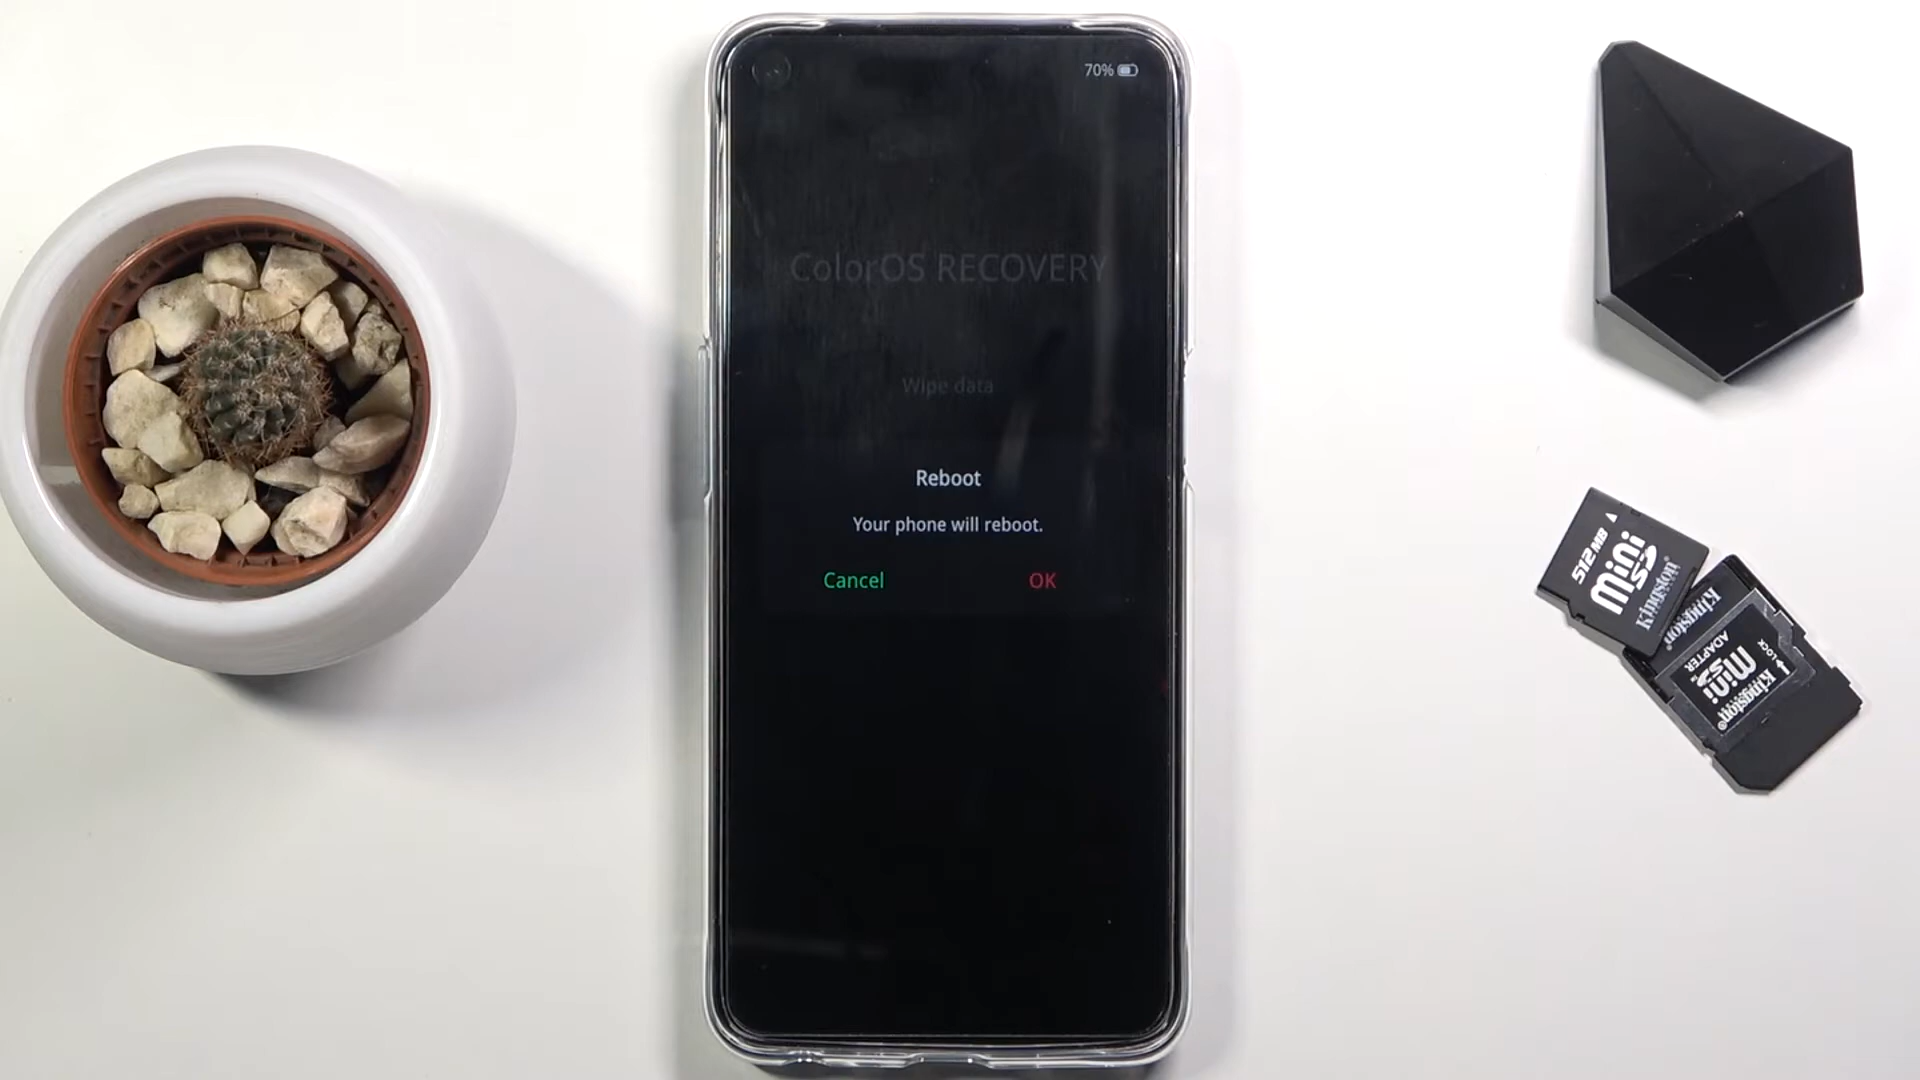 70%
ColorOS RECOVERY
Wipe data
Reboot
Your phone will reboot.
Cancel
OK
512MB
mini
SD
Kingston
Kingston
ADAPTER
LOCK
mini
SD
Kingston